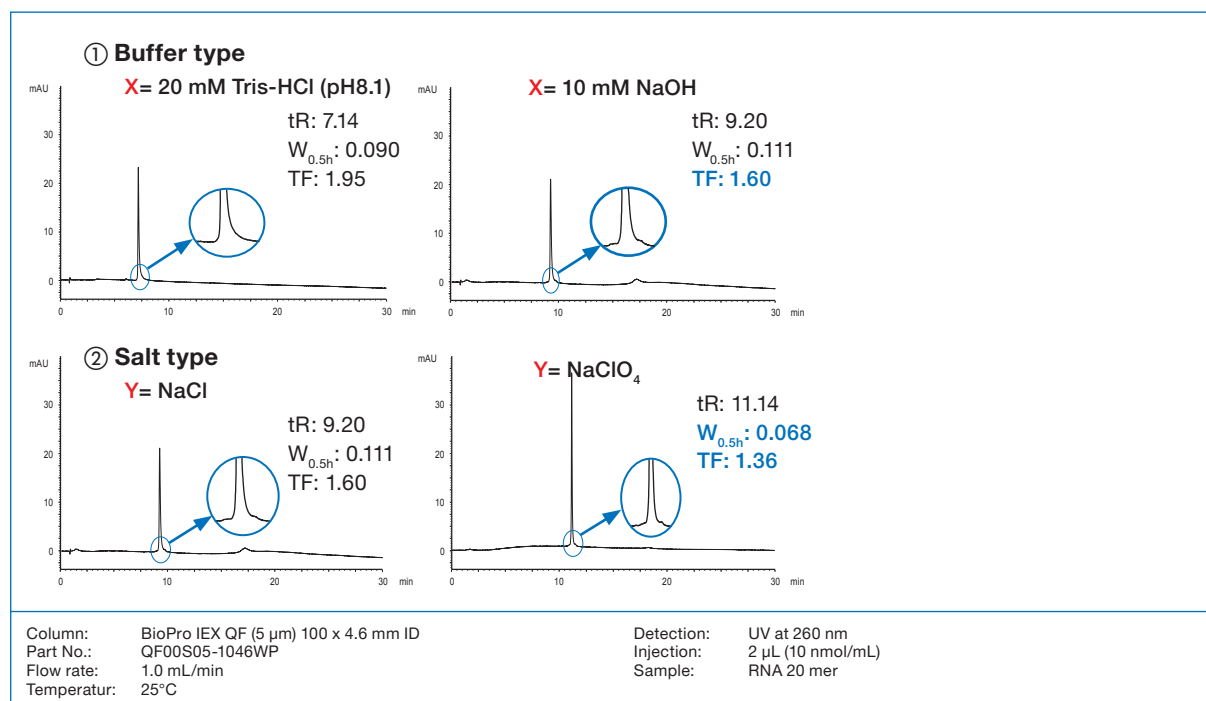 ① Buffer type
X= 20 mM Tris-HCl (pH8.1)
mAU
30
20
10
0
tR: 7.14
W0.5h: 0.090
TF: 1.95
0 10 20 30 min
X= 10 mM NaOH
mAU
30
20
10
0
tR: 9.20
W0.5h: 0.111
TF: 1.60
0 10 20 30 min
② Salt type
Y= NaCl
mAU
30
20
10
0
tR: 9.20
W0.5h: 0.111
TF: 1.60
0 10 20 30 min
Y= NaClO4
mAU
30
20
10
0
tR: 11.14
W0.5h: 0.068
TF: 1.36
0 10 20 30 min
Column: BioPro IEX QF (5 µm) 100 x 4.6 mm ID
Part No.: QF00S05-1046WP
Flow rate: 1.0 mL/min
Temperatur: 25°C
Detection: UV at 260 nm
Injection: 2 µL (10 nmol/mL)
Sample: RNA 20 mer